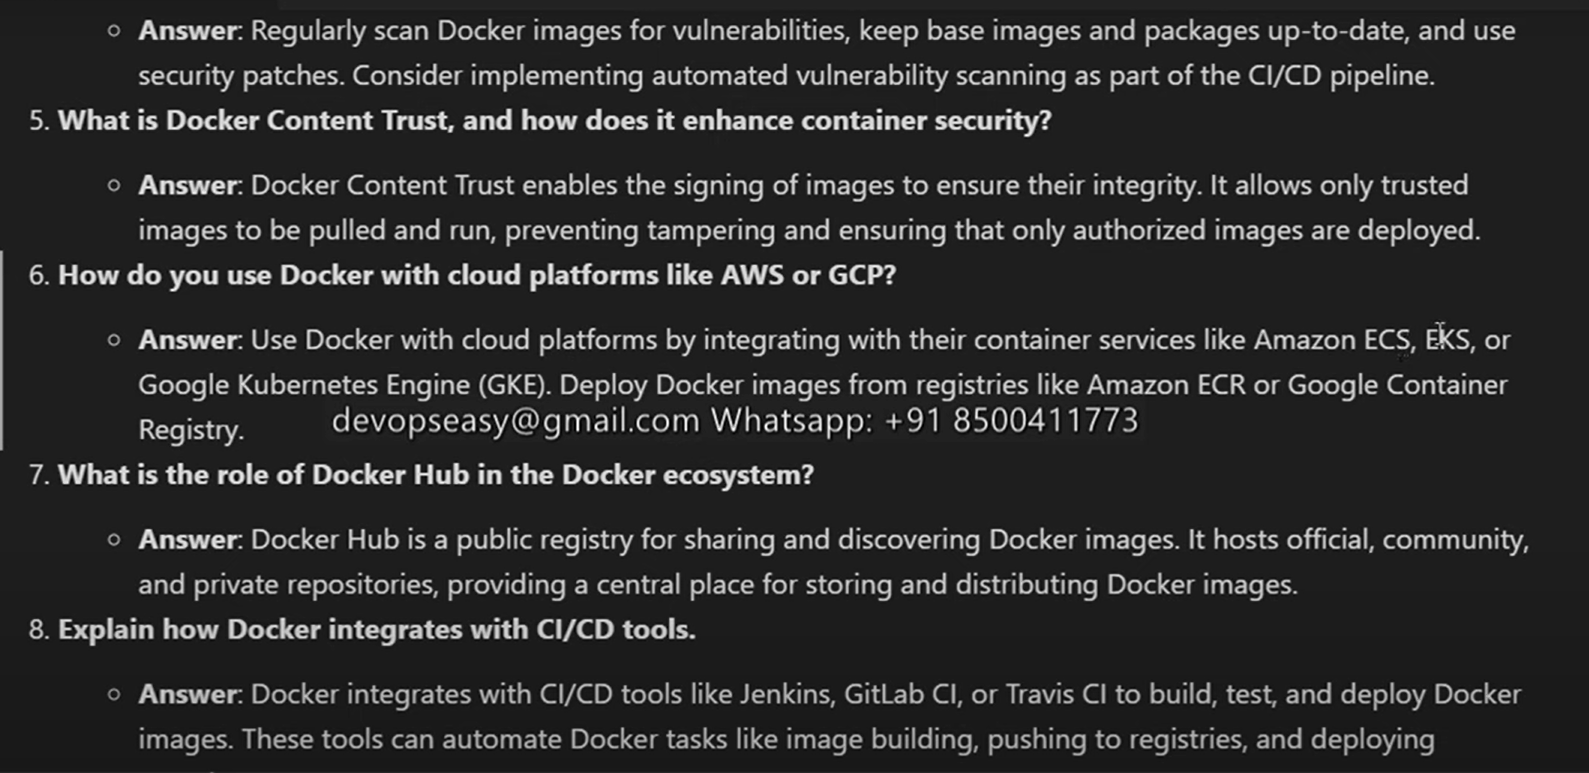 Answer: Regularly scan Docker images for vulnerabilities, keep base images and packages up-to-date, and use
security patches. Consider implementing automated vulnerability scanning as part of the CI/CD pipeline.
5. What is Docker Content Trust, and how does it enhance container security?
Answer: Docker Content Trust enables the signing of images to ensure their integrity. It allows only trusted
images to be pulled and run, preventing tampering and ensuring that only authorized images are deployed.
6. How do you use Docker with cloud platforms like AWS or GCP?
Answer: Use Docker with cloud platforms by integrating with their container services like Amazon ECS, EKS, or
Google Kubernetes Engine (GKE). Deploy Docker images from registries like Amazon ECR or Google Container
Registry.
devopseasy@gmail.com Whatsapp: +91 8500411773
7. What is the role of Docker Hub in the Docker ecosystem?
Answer: Docker Hub is a public registry for sharing and discovering Docker images. It hosts official, community,
and private repositories, providing a central place for storing and distributing Docker images.
8. Explain how Docker integrates with CI/CD tools.
Answer: Docker integrates with CI/CD tools like Jenkins, GitLab CI, or Travis CI to build, test, and deploy Docker
images. These tools can automate Docker tasks like image building, pushing to registries, and deploying